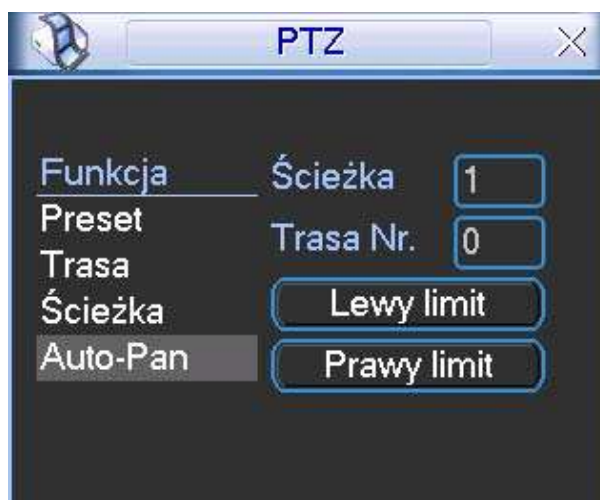 PTZ
Funkcja
Preset
Trasa
Ścieżka
Auto-Pan
Ścieżka 1
Trasa Nr. 0
Lewy limit
Prawy limit